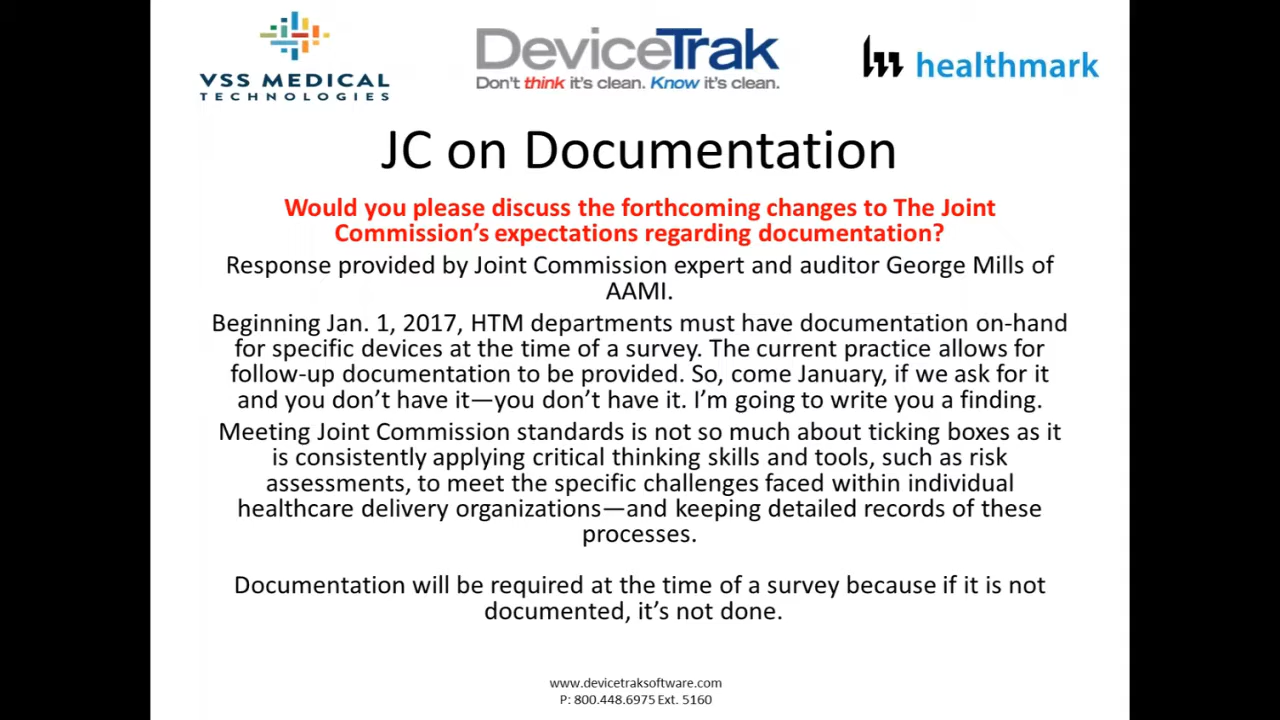 VSS MEDICAL
TECHNOLOGIES
DeviceTrak
Don't think it's clean. Know it's clean.
healthmark
JC on Documentation
Would you please discuss the forthcoming changes to The Joint
Commission’s expectations regarding documentation?
Response provided by Joint Commission expert and auditor George Mills of
AAMI.
Beginning Jan. 1, 2017, HTM departments must have documentation on-hand
for specific devices at the time of a survey. The current practice allows for
follow-up documentation to be provided. So, come January, if we ask for it
and you don’t have it—you don’t have it. I’m going to write you a finding.
Meeting Joint Commission standards is not so much about ticking boxes as it
is consistently applying critical thinking skills and tools, such as risk
assessments, to meet the specific challenges faced within individual
healthcare delivery organizations—and keeping detailed records of these
processes.
Documentation will be required at the time of a survey because if it is not
documented, it’s not done.
www.devicetraksoftware.com
P: 800.448.6975 Ext. 5160